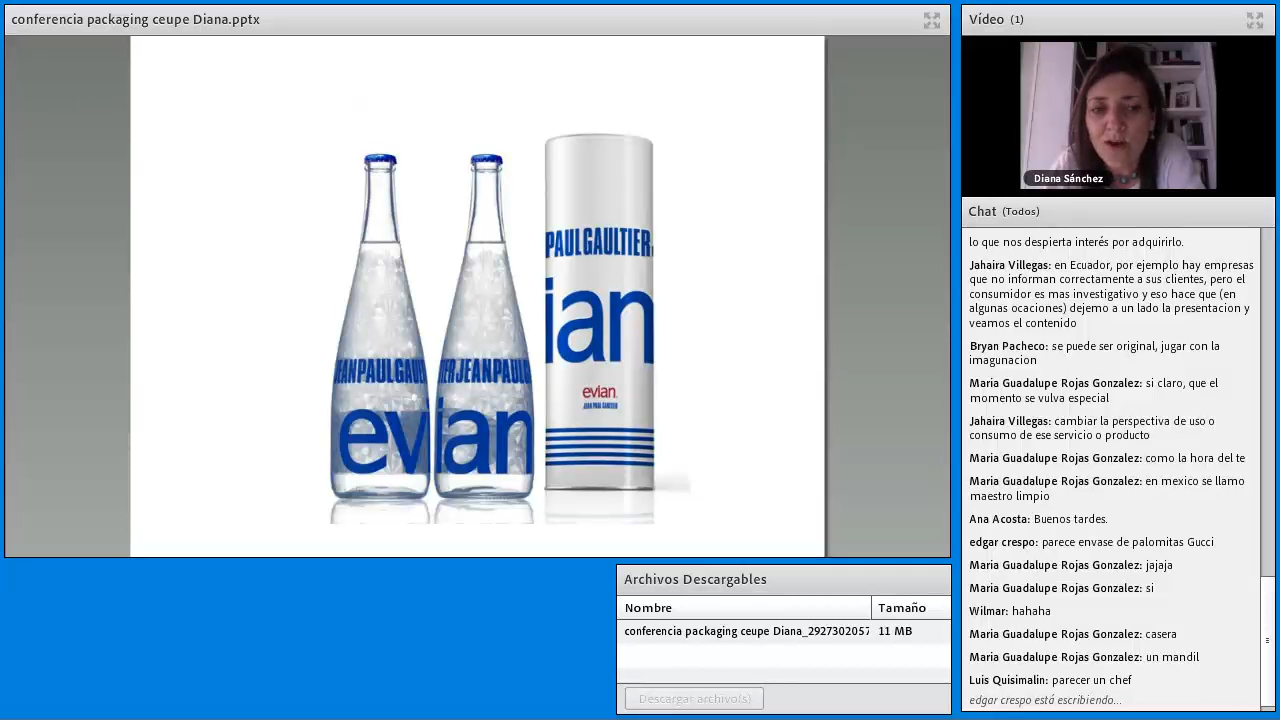 conferencia packaging ceupe Diana.pptx
JEANPAULGAU
TIERJEANPAULG
evian
PAULGAULTIER
ian
evian.
JEAN PAUL GAULTIER
Archivos Descargables
Nombre
Tamaño
conferencia packaging ceupe Diana_2927302057
11 MB
Descargar archivo(s)
Vídeo (1)
Diana Sánchez
Chat (Todos)
lo que nos despierta interés por adquirirlo.
Jahaira Villegas: en Ecuador, por ejemplo hay empresas
que no informan correctamente a sus clientes, pero el
consumidor es mas investigativo y eso hace que (en
algunas ocaciones) dejemo a un lado la presentacion y
veamos el contenido
Bryan Pacheco: se puede ser original, jugar con la
imagunacion
Maria Guadalupe Rojas Gonzalez: si claro, que el
momento se vulva especial
Jahaira Villegas: cambiar la perspectiva de uso o
consumo de ese servicio o producto
Maria Guadalupe Rojas Gonzalez: como la hora del te
Maria Guadalupe Rojas Gonzalez: en mexico se llamo
maestro limpio
Ana Acosta: Buenos tardes.
edgar crespo: parece envase de palomitas Gucci
Maria Guadalupe Rojas Gonzalez: jajaja
Maria Guadalupe Rojas Gonzalez: si
Wilmar: hahaha
Maria Guadalupe Rojas Gonzalez: casera
Maria Guadalupe Rojas Gonzalez: un mandil
Luis Quisimalin: parecer un chef
edgar crespo está escribiendo...